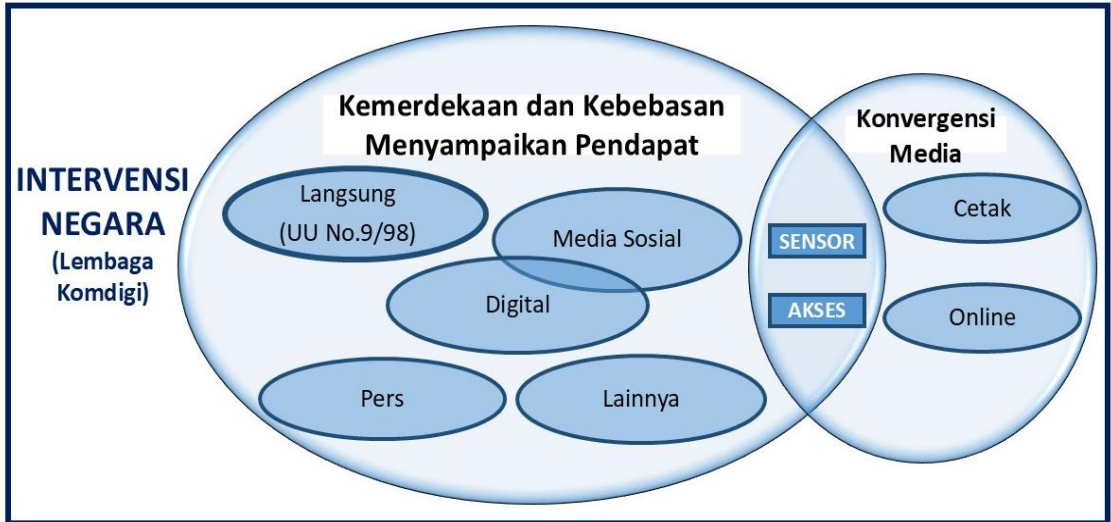 INTERVENSI
NEGARA
(Lembaga
Komdigi)
Kemerdekaan dan Kebebasan
Menyampaikan Pendapat
Langsung
(UU No.9/98)
Media Sosial
Digital
Pers
Lainnya
SENSOR
AKSES
Konvergensi
Media
Cetak
Online